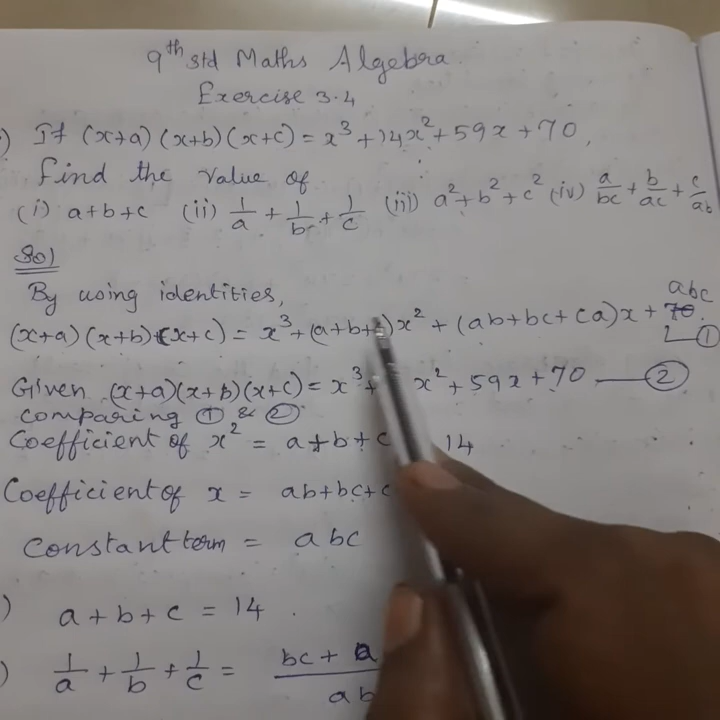 9th std Maths Algebra.
Exercise 3.4
) If (x+a) (x+b) (x+c) = x³ + 14x² + 59x + 70,
find the value of
(i) a+b+c (ii) 1/a + 1/b + 1/c (iii) a² + b² + c² (iv) a/bc + b/ac + c/ab
Sol
By using identities,
abc
(x+a) (x+b) (x+c) = x³ + (a+b+c)x² + (ab+bc+ca)x + 70. ①
Given (x+a)(x+b)(x+c) = x³ + x² + 59x + 70 — ②
comparing ① & ②
Coefficient of x² = a+b+c 14
Coefficient of x = ab+bc+c
Constant term = abc
) a+b+c = 14.
) 1/a + 1/b + 1/c = bc + a / ab